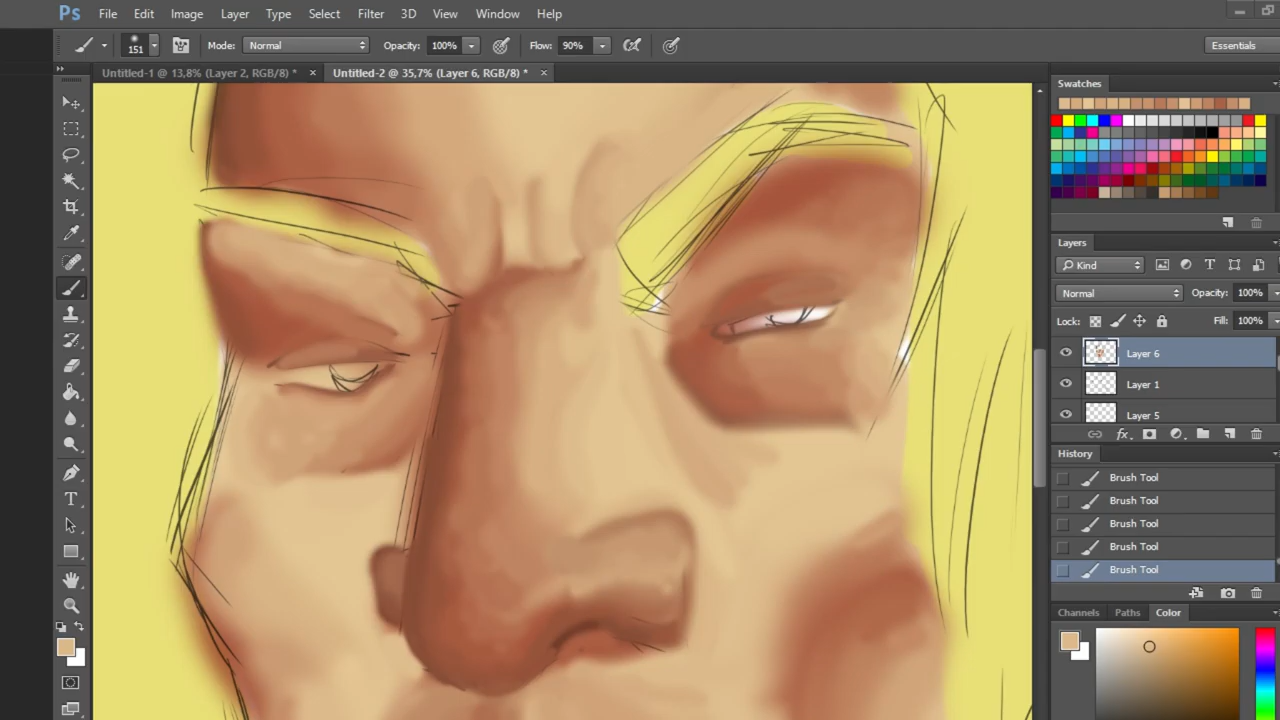 Ps File Edit Image Layer Type Select Filter 3D View Window Help
151 Mode: Normal Opacity: 100% Flow: 90% Essentials
Untitled-1 @ 13,8% (Layer 2, RGB/8) * × Untitled-2 @ 35,7% (Layer 6, RGB/8) * ×
Swatches
Layers
Kind
Normal Opacity: 100%
Lock: Fill: 100%
Layer 6
Layer 1
Layer 5
History
Brush Tool
Brush Tool
Brush Tool
Brush Tool
Brush Tool
Channels Paths Color